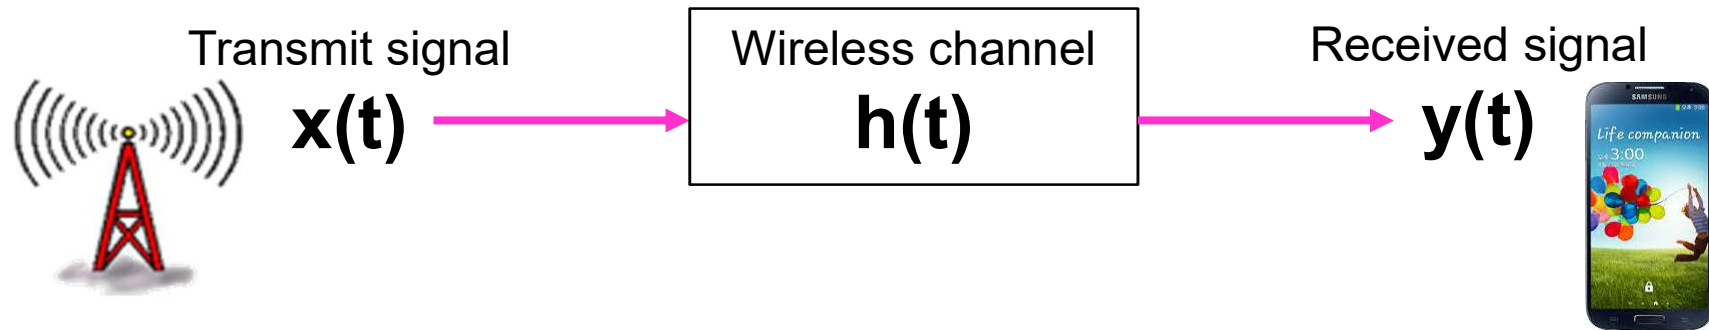 Transmit signal
x(t)
Wireless channel
h(t)
Received signal
y(t)
SAMSUNG
Life companion
3:00